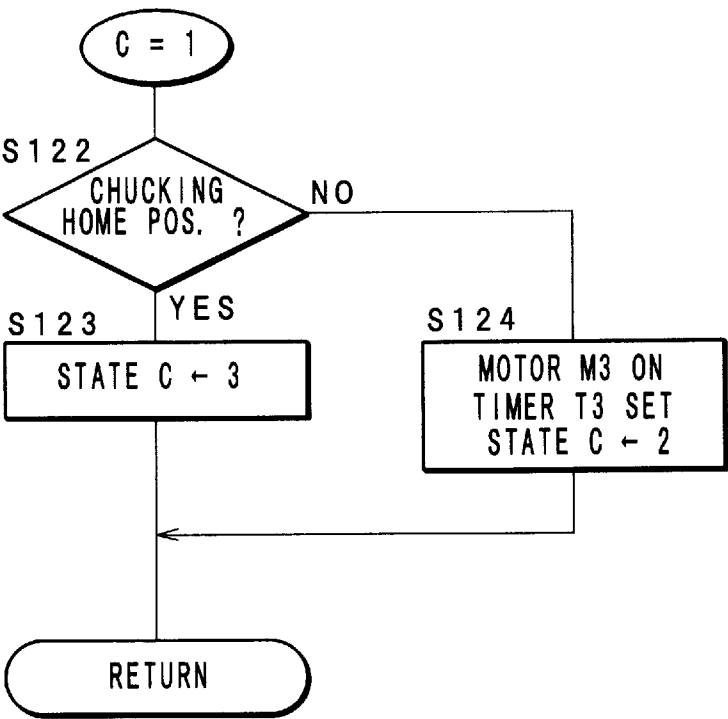 C = 1
S122
CHUCKING
HOME POS. ?
NO
YES
S123
STATE C ← 3
S124
MOTOR M3 ON
TIMER T3 SET
STATE C ← 2
RETURN